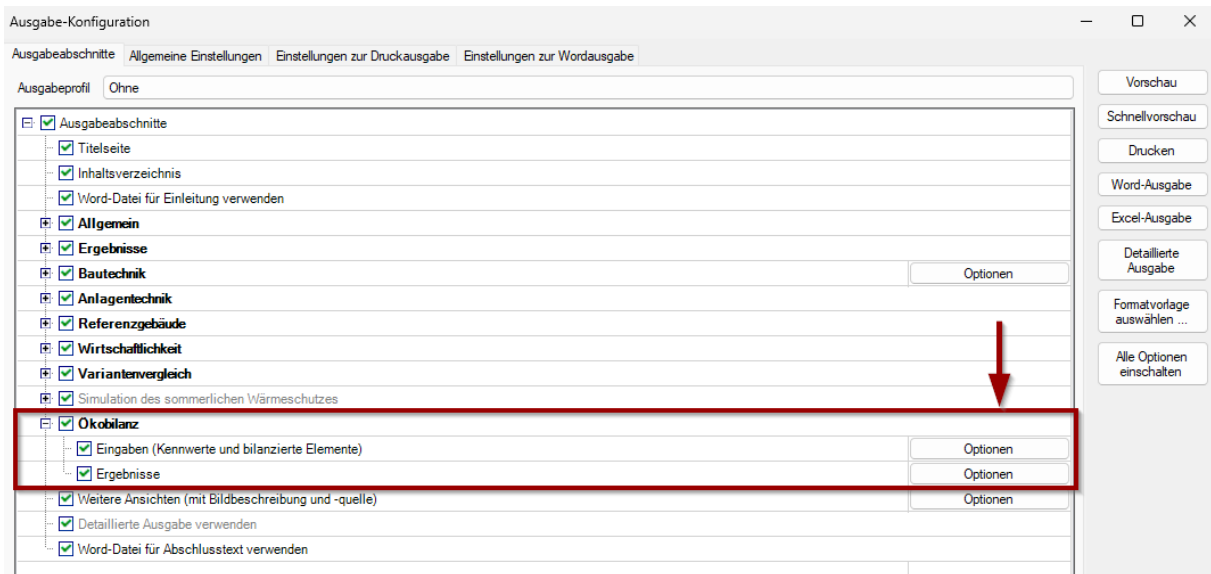 Ausgabe-Konfiguration
Ausgabeabschnitte Allgemeine Einstellungen Einstellungen zur Druckausgabe Einstellungen zur Wordausgabe
Ausgabeprofil Ohne
Ausgabeabschnitte
Titelseite
Inhaltsverzeichnis
Word-Datei für Einleitung verwenden
Allgemein
Ergebnisse
Bautechnik Optionen
Anlagentechnik
Referenzgebäude
Wirtschaftlichkeit
Variantenvergleich
Simulation des sommerlichen Wärmeschutzes
Ökobilanz
Eingaben (Kennwerte und bilanzierte Elemente) Optionen
Ergebnisse Optionen
Weitere Ansichten (mit Bildbeschreibung und -quelle) Optionen
Detaillierte Ausgabe verwenden
Word-Datei für Abschlusstext verwenden
Vorschau
Schnellvorschau
Drucken
Word-Ausgabe
Excel-Ausgabe
Detaillierte
Ausgabe
Formatvorlage
auswählen ...
Alle Optionen
einschalten